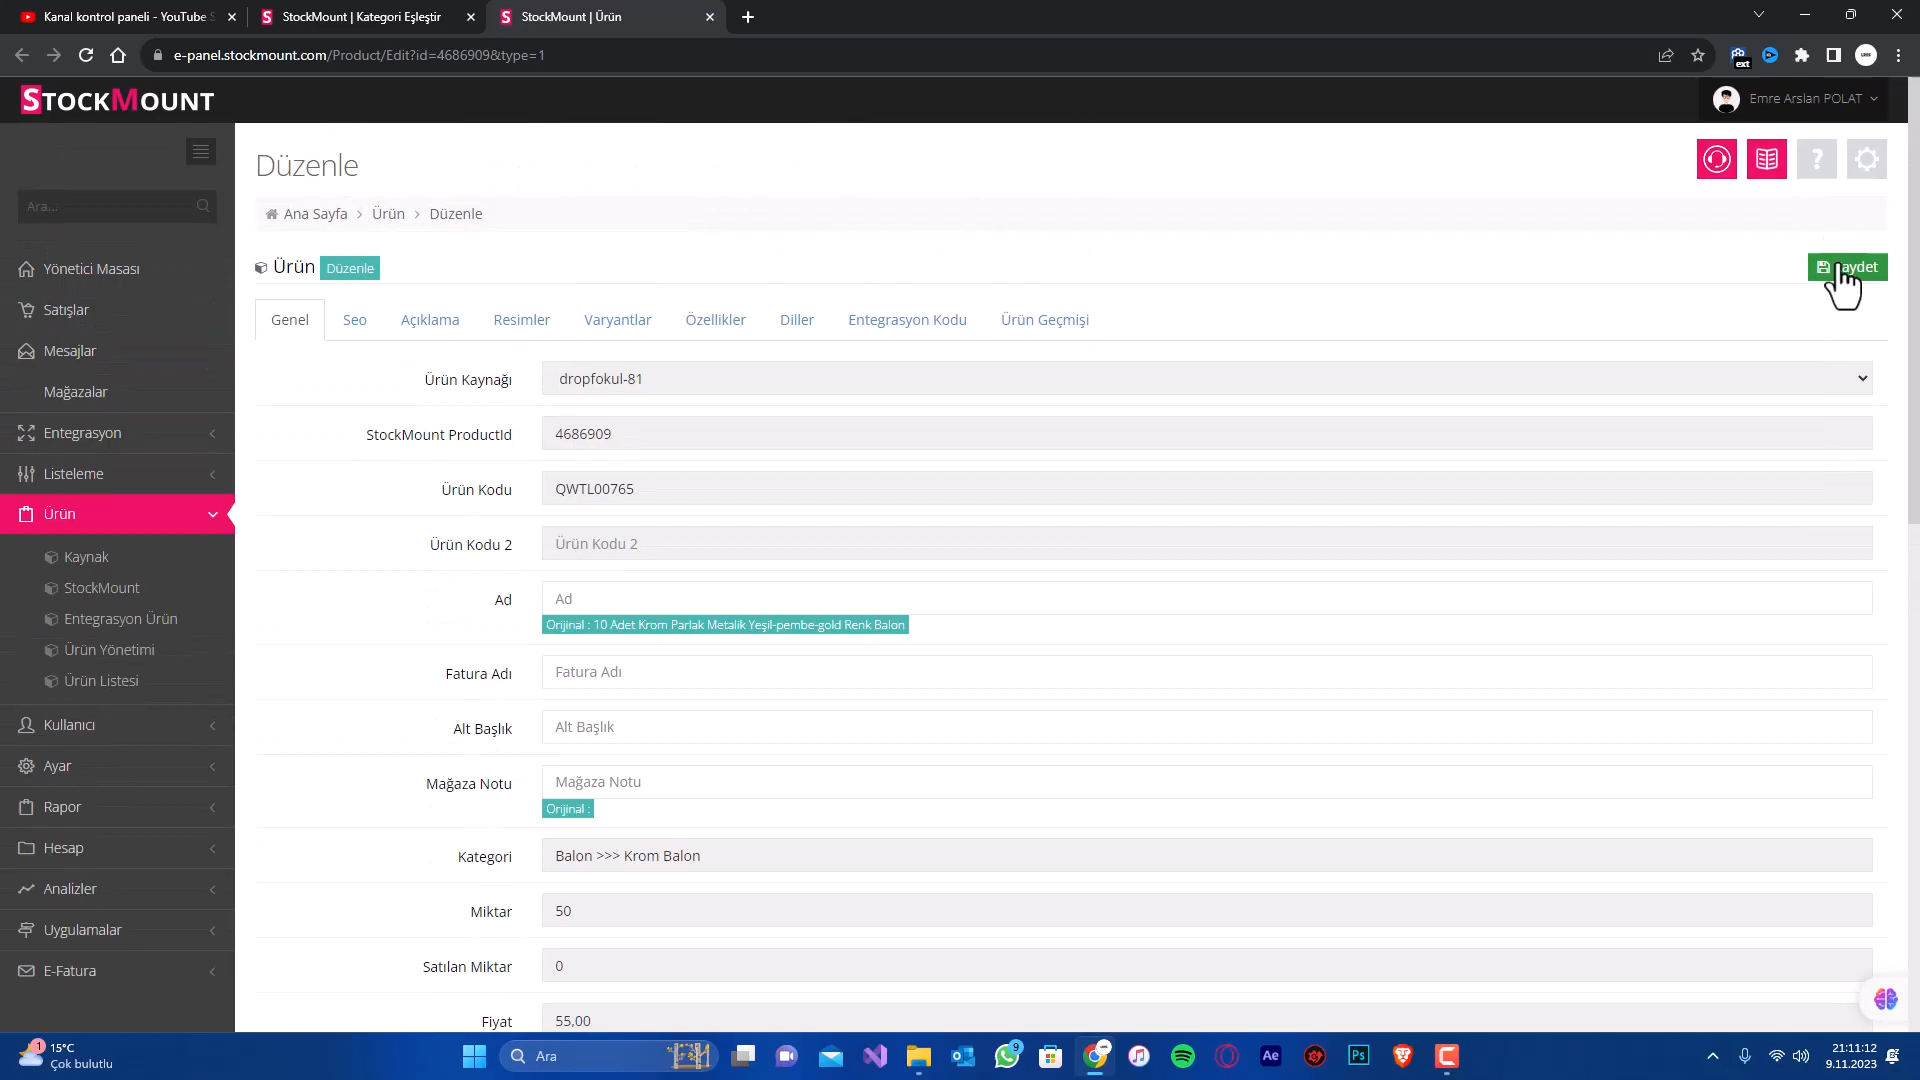 Kanal kontrol paneli - YouTube S
StockMount | Kategori Eşleştir
StockMount | Ürün
e-panel.stockmount.com/Product/Edit?id=4686909&type=1
ext
STOCKMOUNT
Emre Arslan POLAT
Ara...
Yönetici Masası
Satışlar
Mesajlar
Mağazalar
Entegrasyon
Listeleme
Ürün
Kaynak
StockMount
Entegrasyon Ürün
Ürün Yönetimi
Ürün Listesi
Kullanıcı
Ayar
Rapor
Hesap
Analizler
Uygulamalar
E-Fatura
Düzenle
Ana Sayfa > Ürün > Düzenle
Ürün Düzenle
Genel Seo Açıklama Resimler Varyantlar Özellikler Diller Entegrasyon Kodu Ürün Geçmişi
Ürün Kaynağı dropfokul-81
StockMount ProductId 4686909
Ürün Kodu QWTL00765
Ürün Kodu 2 Ürün Kodu 2
Ad Ad
Orijinal : 10 Adet Krom Parlak Metalik Yeşil-pembe-gold Renk Balon
Fatura Adı Fatura Adı
Alt Başlık Alt Başlık
Mağaza Notu Mağaza Notu
Orijinal :
Kategori Balon >>> Krom Balon
Miktar 50
Satılan Miktar 0
Fiyat 55,00
1 15°C
Çok bulutlu
Ara
9
Ae
Ps
21:11:12
9.11.2023